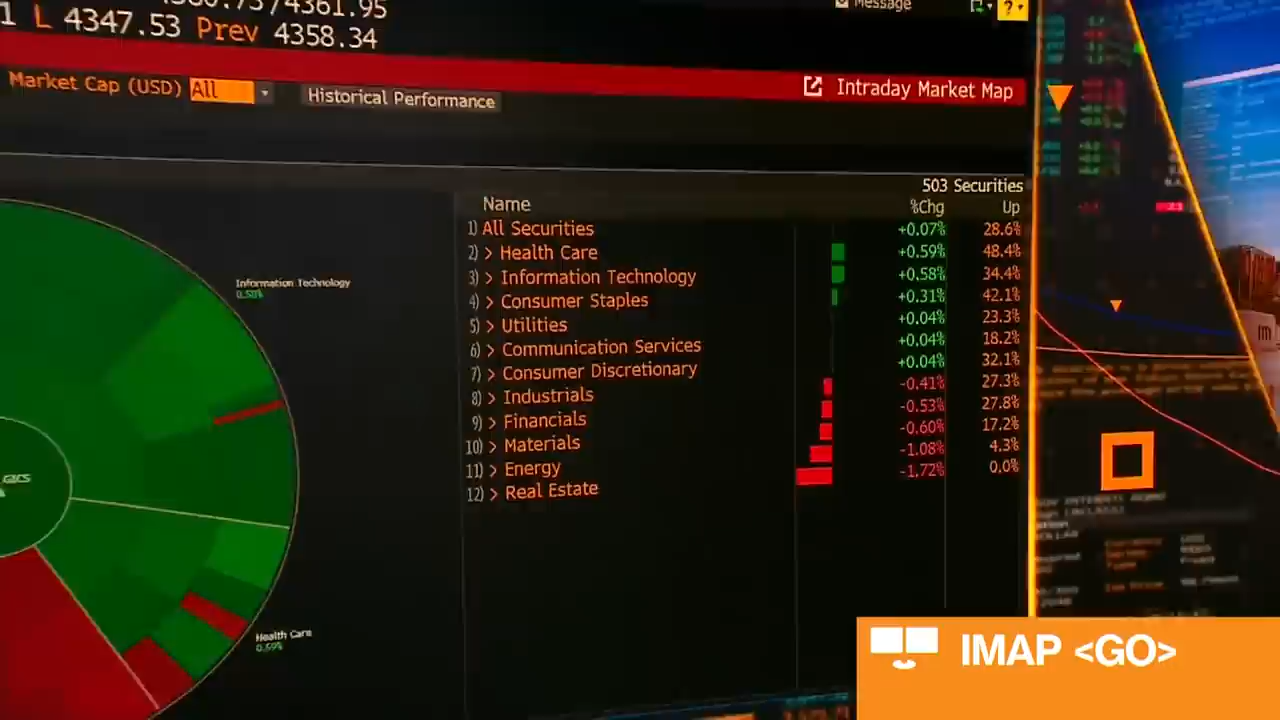 L 4347.53 Prev 4358.34
Message
?
Market Cap (USD) All
Historical Performance
Intraday Market Map
503 Securities
Name %Chg Up
1) All Securities +0.07% 28.6%
2) > Health Care +0.59% 48.4%
3) > Information Technology +0.58% 34.4%
4) > Consumer Staples +0.31% 42.1%
5) > Utilities +0.04% 23.3%
6) > Communication Services +0.04% 18.2%
7) > Consumer Discretionary +0.04% 32.1%
8) > Industrials -0.41% 27.3%
9) > Financials -0.53% 27.8%
10) > Materials -0.60% 17.2%
11) > Energy -1.08% 4.3%
12) > Real Estate -1.72% 0.0%
Information Technology
0.58%
Health Care
0.59%
IMAP <GO>